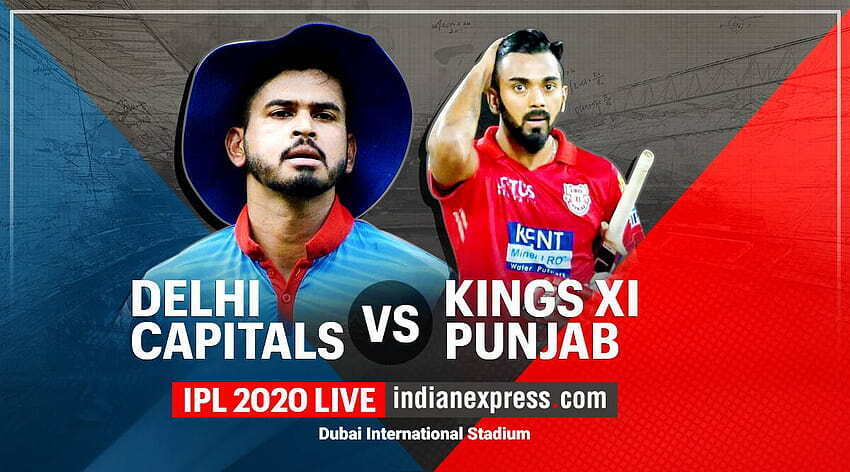 DELHI
CAPITALS
VS
KINGS XI
PUNJAB
KENT
IPL 2020 LIVE
indianexpress.com
Dubai International Stadium